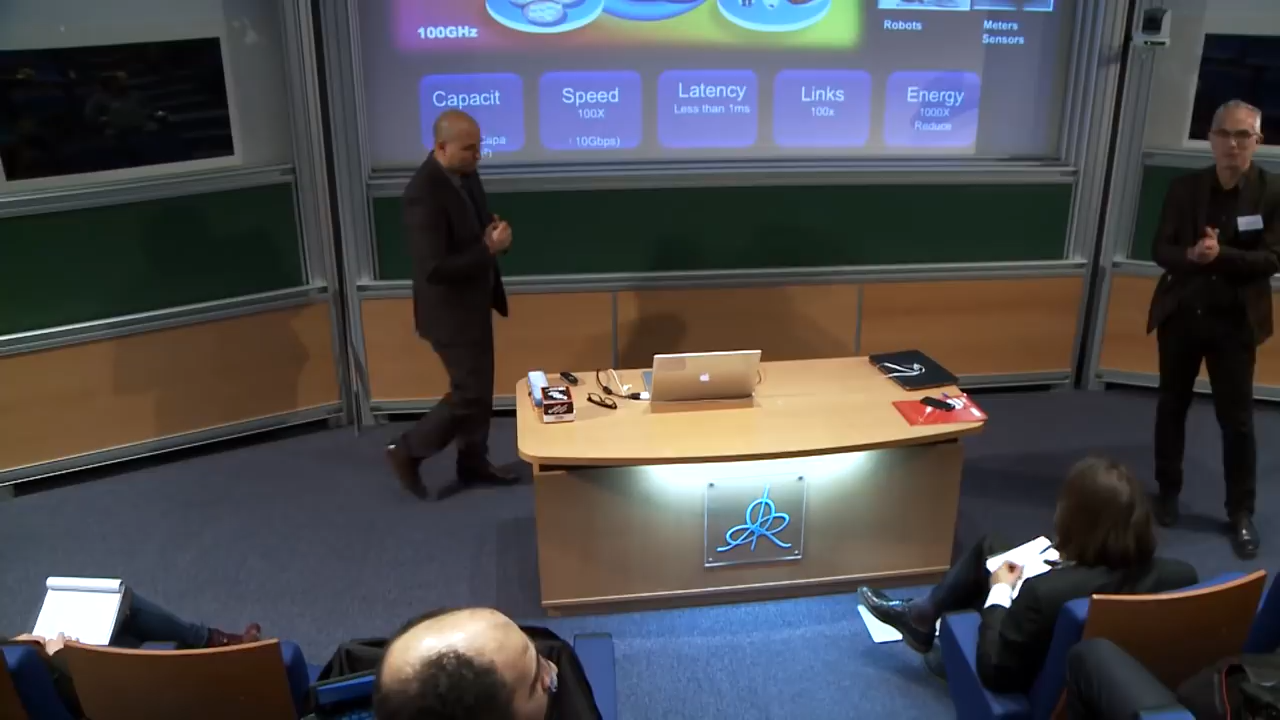 100GHz
Robots
Meters
Sensors
Capacit
Speed
100X
10Gbps)
Latency
Less than 1ms
Links
100x
Energy
1000X
Reduce